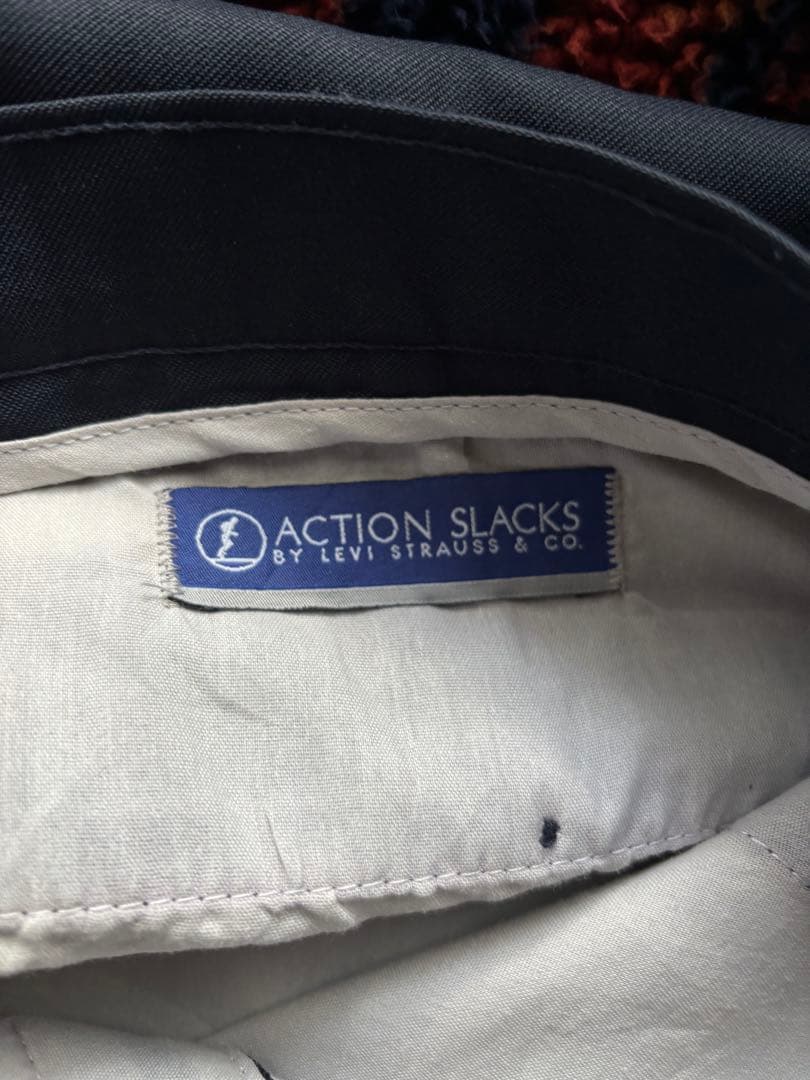 ACTION SLACKS
BY LEVI STRAUSS & CO.